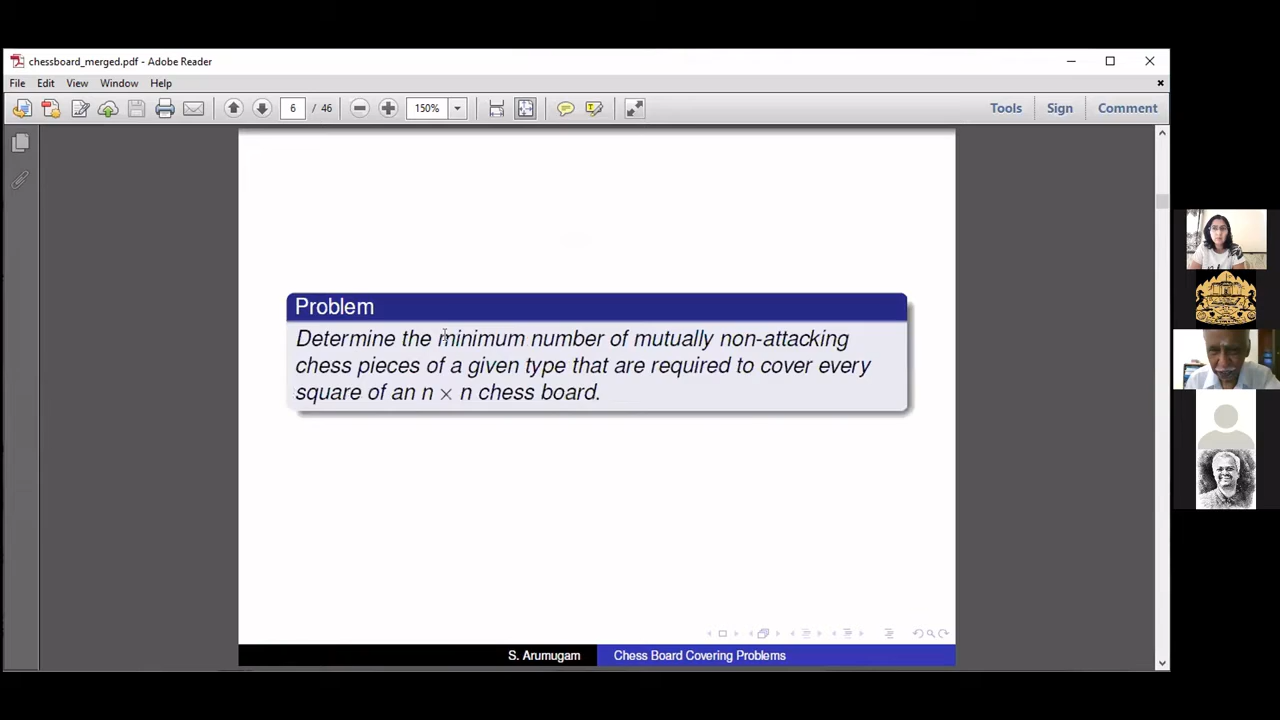 chessboard_merged.pdf - Adobe Reader
File Edit View Window Help
6 / 46 150% Tools Sign Comment
Problem
Determine the minimum number of mutually non-attacking
chess pieces of a given type that are required to cover every
square of an n × n chess board.
S. Arumugam Chess Board Covering Problems